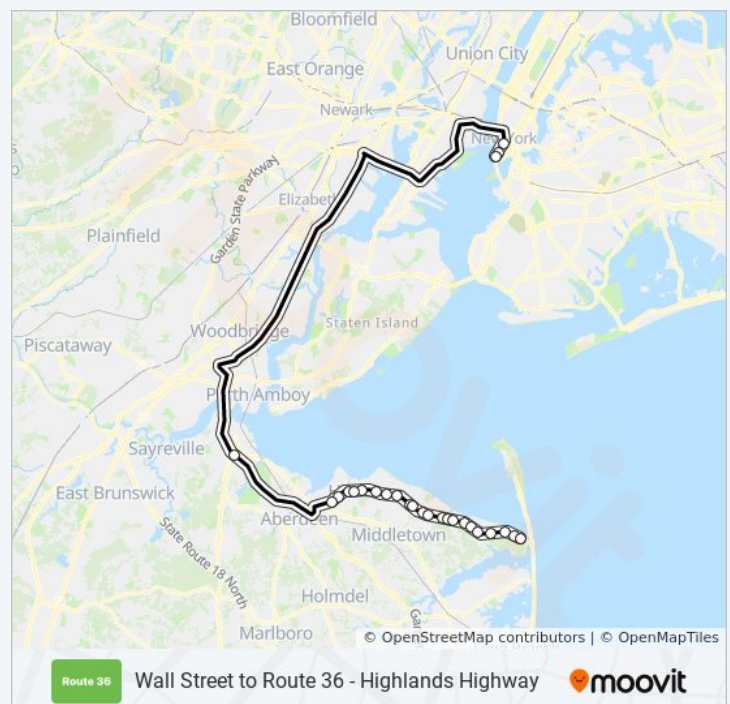 Bloomfield
Union City
East Orange
Newark
New York
Elizabeth
Garden State Parkway
Plainfield
Staten Island
Woodbridge
Piscataway
Perth Amboy
Sayreville
East Brunswick
Aberdeen
Middletown
State Route 18 North
Holmdel
Marlboro
© OpenStreetMap contributors | © OpenMapTiles
Route 36
Wall Street to Route 36 - Highlands Highway
moovit